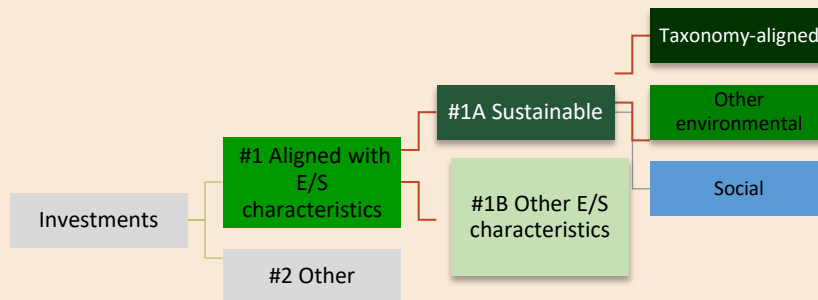 Taxonomy-aligned
#1A Sustainable
Other
environmental
#1 Aligned with
E/S
characteristics
Social
#1B Other E/S
characteristics
Investments
#2 Other